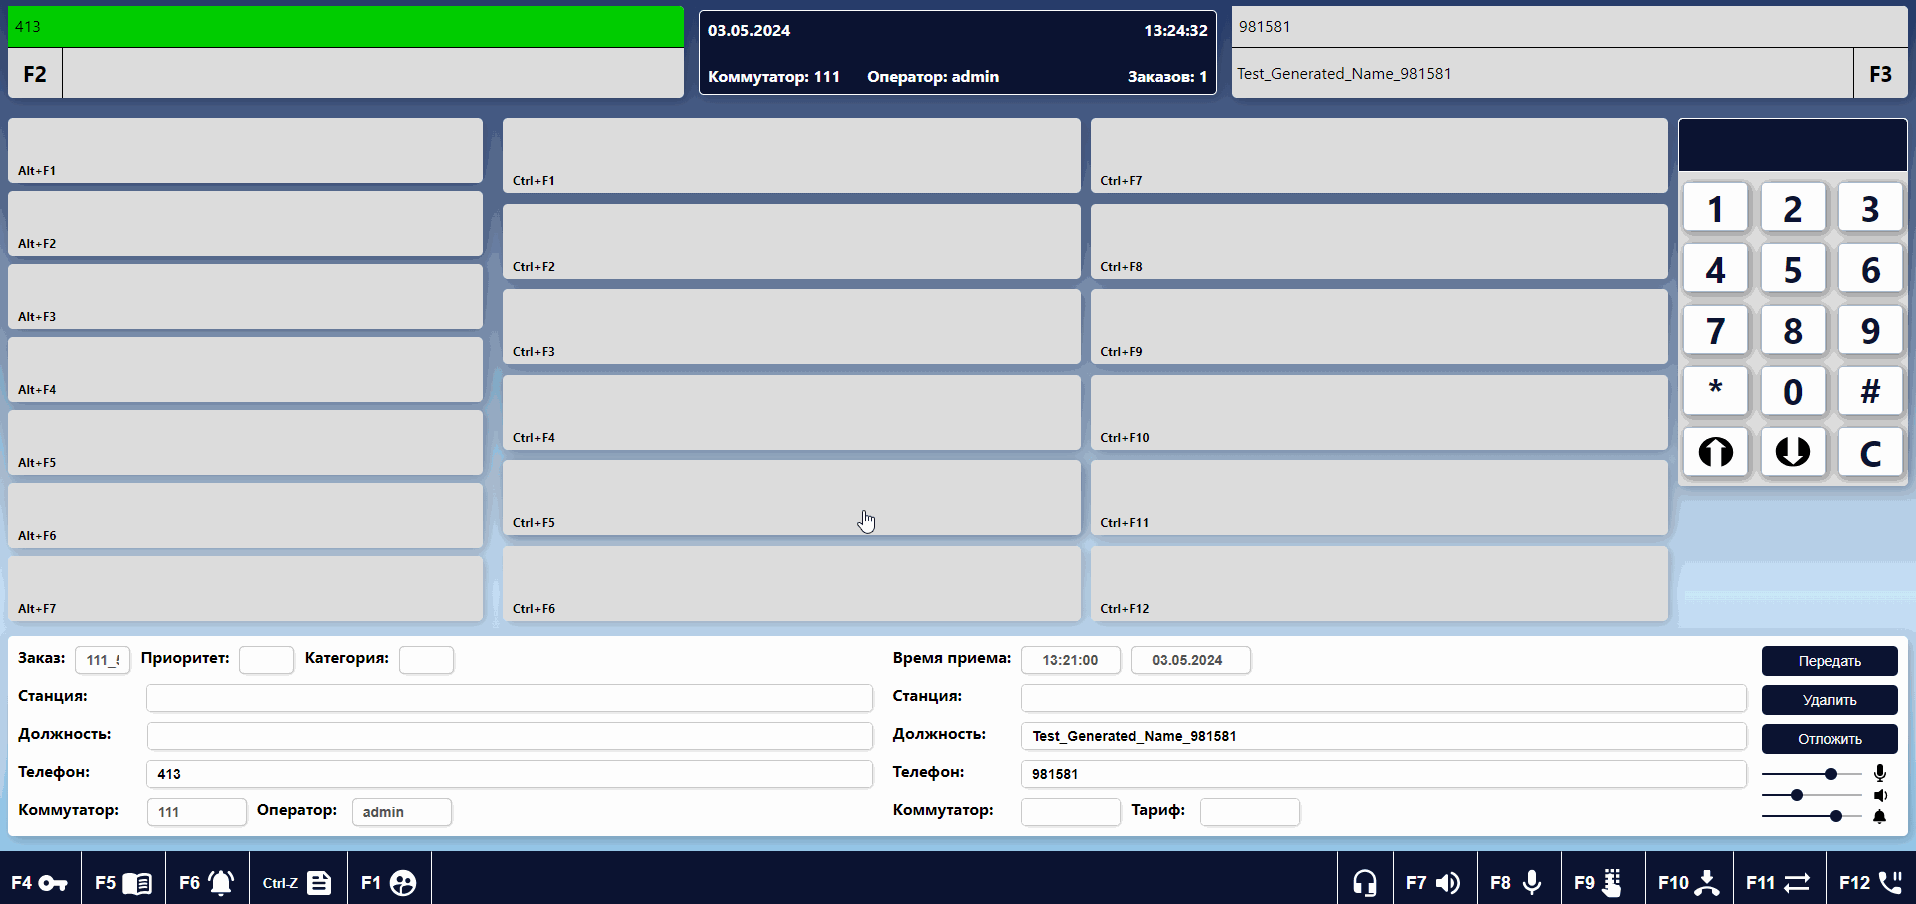 413
F2
03.05.2024 13:24:32
Коммутатор: 111 Оператор: admin Заказов: 1
981581
Test_Generated_Name_981581 F3
Alt+F1
Alt+F2
Alt+F3
Alt+F4
Alt+F5
Alt+F6
Alt+F7
Ctrl+F1
Ctrl+F2
Ctrl+F3
Ctrl+F4
Ctrl+F5
Ctrl+F6
Ctrl+F7
Ctrl+F8
Ctrl+F9
Ctrl+F10
Ctrl+F11
Ctrl+F12
1 2 3
4 5 6
7 8 9
* 0 #
C
Заказ: Приоритет: Категория:
Станция:
Должность:
Телефон: 413
Коммутатор: 111 Оператор: admin
Время приема: 13:21:00 03.05.2024
Станция:
Должность: Test_Generated_Name_981581
Телефон: 981581
Коммутатор: Тариф:
Передать
Удалить
Отложить
F4 F5 F6 Ctrl-Z F1 F7 F8 F9 F10 F11 F12